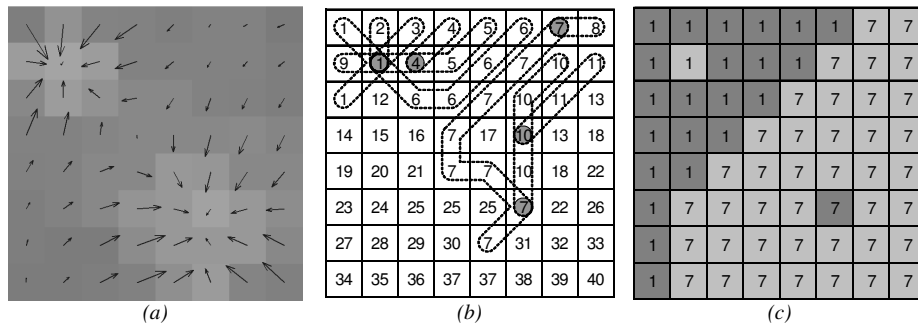 1 2 3 4 5 6 7 8
9 1 4 5 6 7 10 11
1 12 6 6 7 10 11 13
14 15 16 7 17 10 13 18
19 20 21 7 7 10 18 22
23 24 25 25 25 7 22 26
27 28 29 30 7 31 32 33
34 35 36 37 37 38 39 40
1 1 1 1 1 1 7 7
1 1 1 1 1 7 7 7
1 1 1 1 7 7 7 7
1 1 1 7 7 7 7 7
1 1 7 7 7 7 7 7
1 7 7 7 7 7 7 7
1 7 7 7 7 7 7 7
1 7 7 7 7 7 7 7
(a) (b) (c)